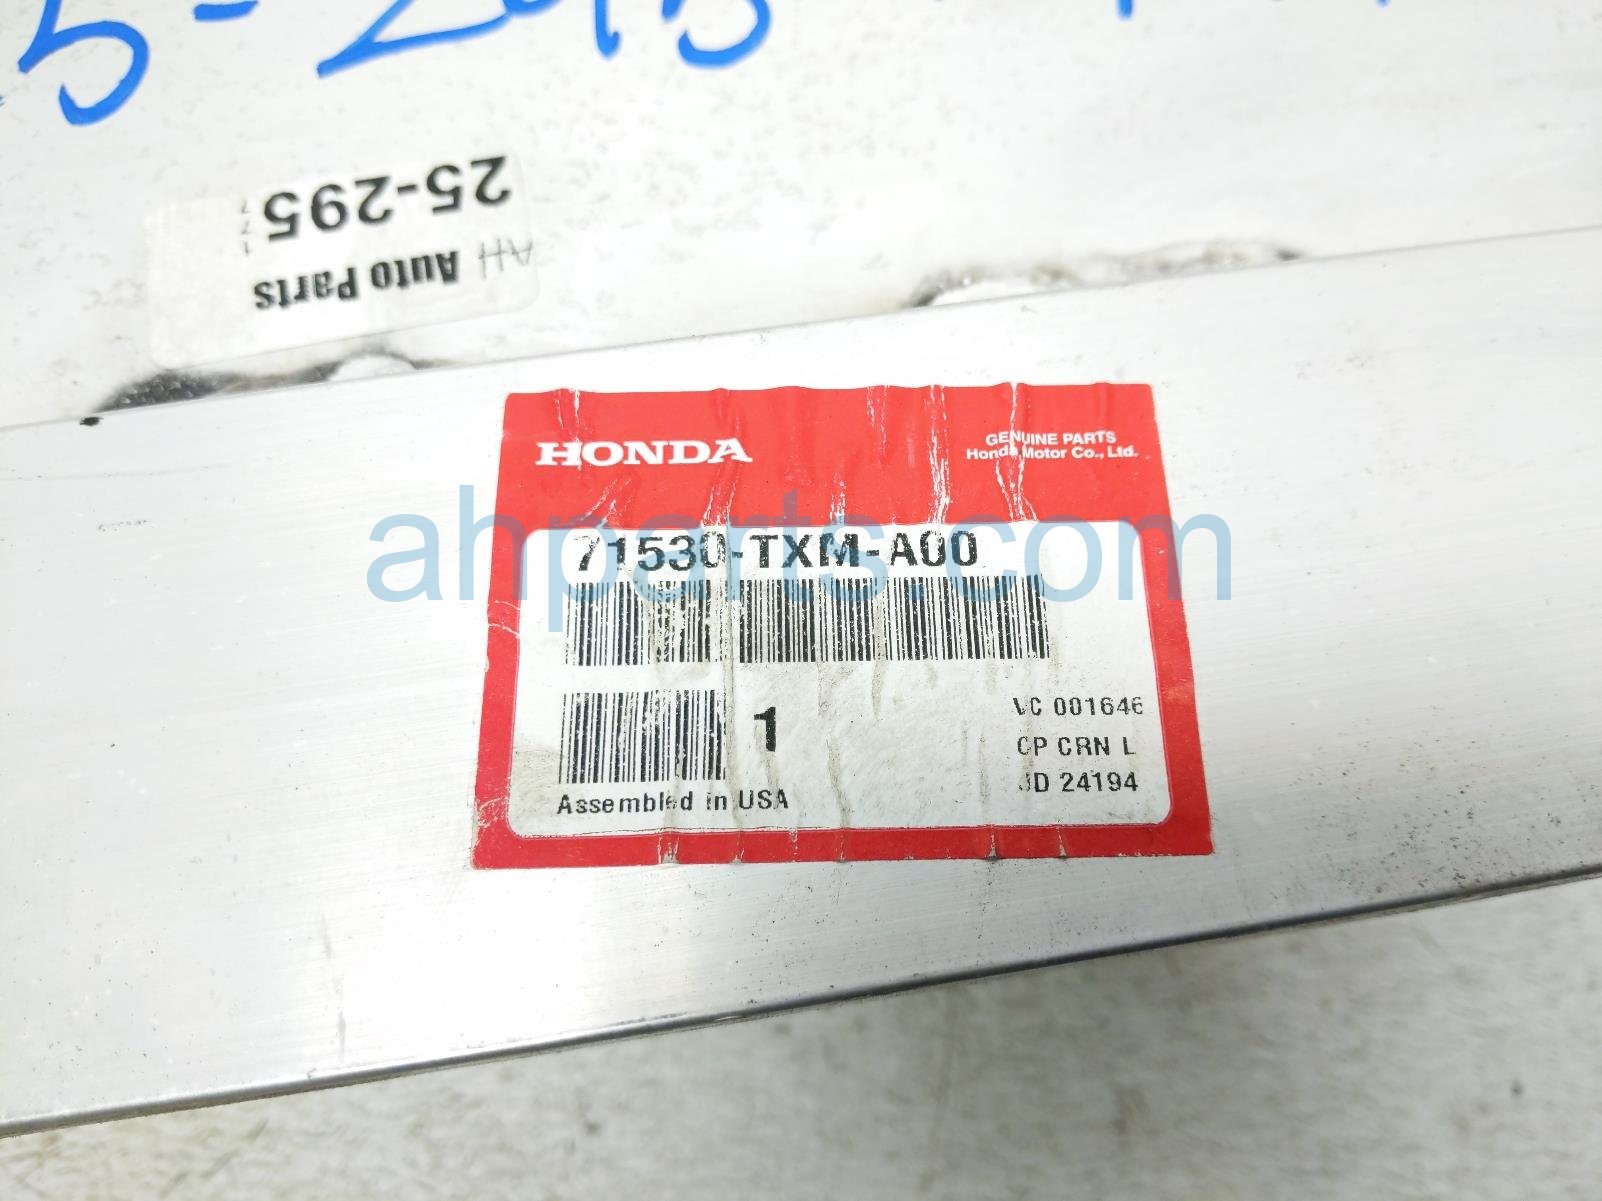 25-295
AH Auto Parts
HONDA
GENUINE PARTS
Honda Motor Co., Ltd.
71530-TXM-A00
ahparts.com
1
VC 001646
CP CRN L
JD 24194
Assembled in USA